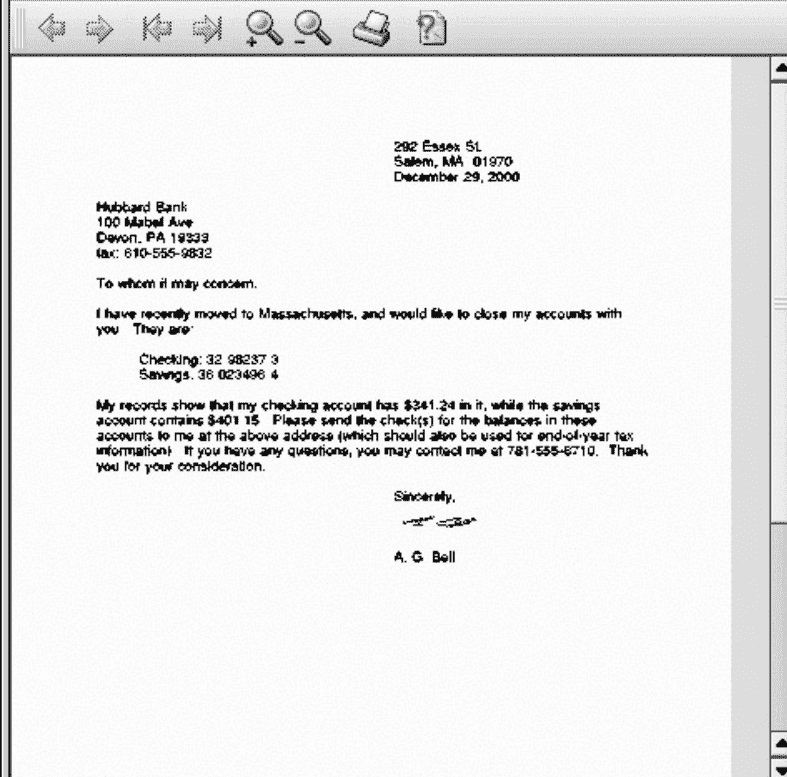 292 Essex St.
Salem, MA 01970
December 29, 2000
Hubbard Bank
100 Mabel Ave
Devon, PA 19333
fax: 610-555-9832
To whom it may concern.
I have recently moved to Massachusetts, and would like to close my accounts with
you They are:
Checking: 32 98237 3
Savings. 36 023496 4
My records show that my checking account has $341.24 in it, while the savings
account contains $401 15 Please send the check(s) for the balances in these
accounts to me at the above address (which should also be used for end-of-year tax
information) If you have any questions, you may contact me at 781-555-6710. Thank
you for your consideration.
Sincerely,
A. G. Bell